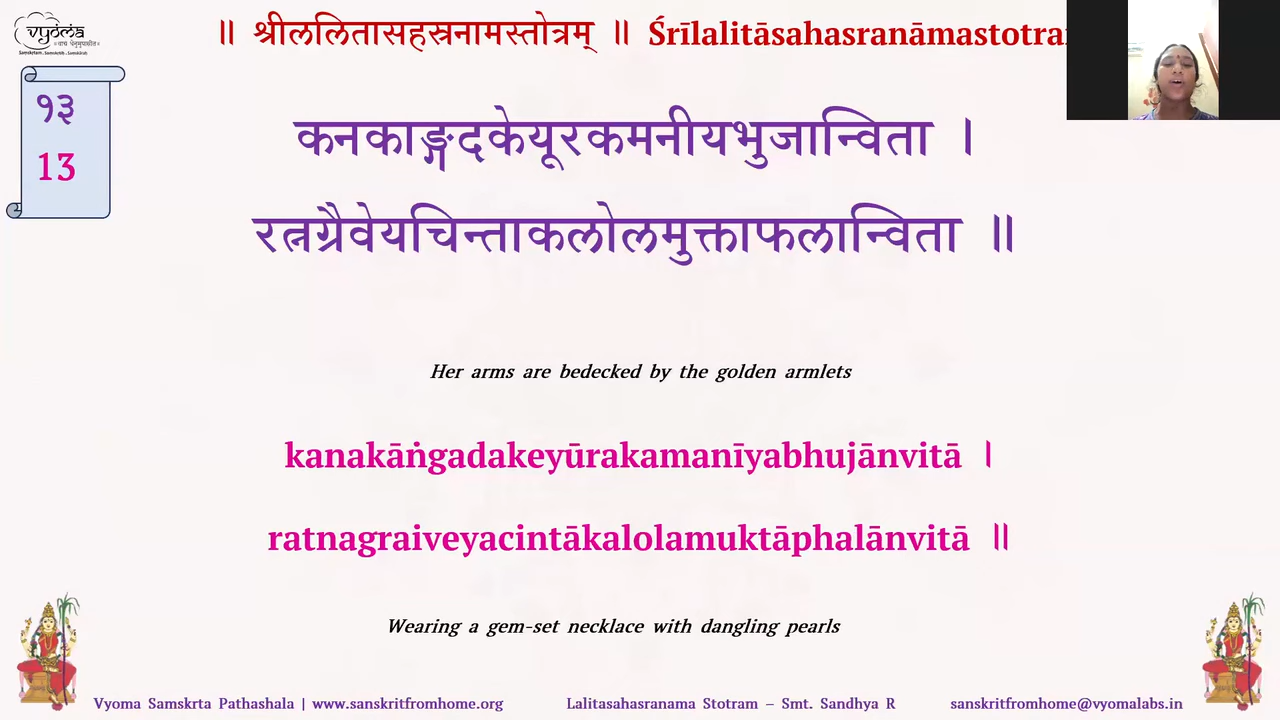 vyoma
॥ श्रीललितासहस्रनामस्तोत्रम् ॥ Śrīlalitāsahasranāmastotra
१३
13
कनकाङ्गदकेयूरकमनीयभुजान्विता ।
रत्नग्रैवेयचिन्ताकलोलमुक्ताफलान्विता ॥
Her arms are bedecked by the golden armlets
kanakāṅgadakeyūrakamanīyabhujānvitā ।
ratnagraiveyacintākalolamuktāphalānvitā ॥
Wearing a gem-set necklace with dangling pearls
Vyoma Samskrta Pathashala | www.sanskritfromhome.org Lalitasahasranama Stotram – Smt. Sandhya R sanskritfromhome@vyomalabs.in